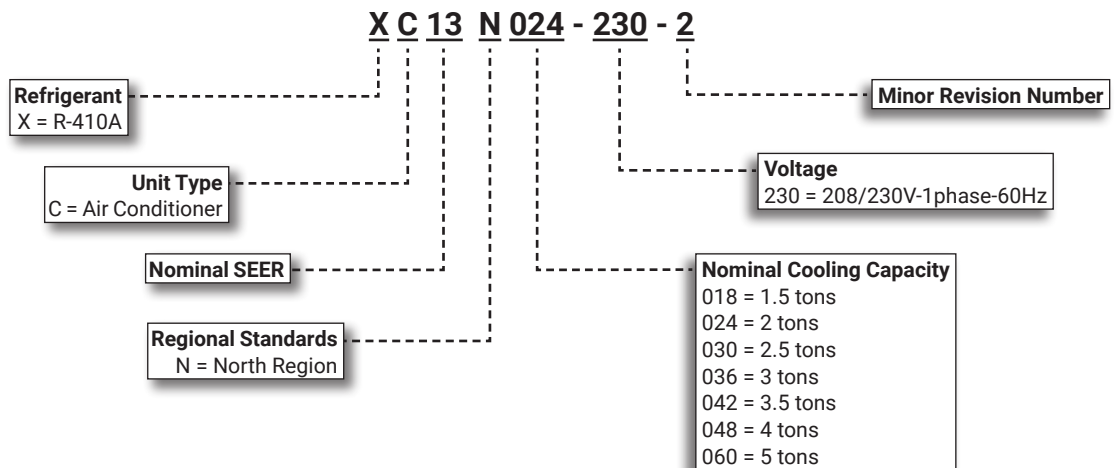 X C 13 N 024 - 230 - 2
Refrigerant
X = R-410A
Minor Revision Number
Unit Type
C = Air Conditioner
Voltage
230 = 208/230V-1phase-60Hz
Nominal SEER
Nominal Cooling Capacity
018 = 1.5 tons
024 = 2 tons
030 = 2.5 tons
036 = 3 tons
042 = 3.5 tons
048 = 4 tons
060 = 5 tons
Regional Standards
N = North Region